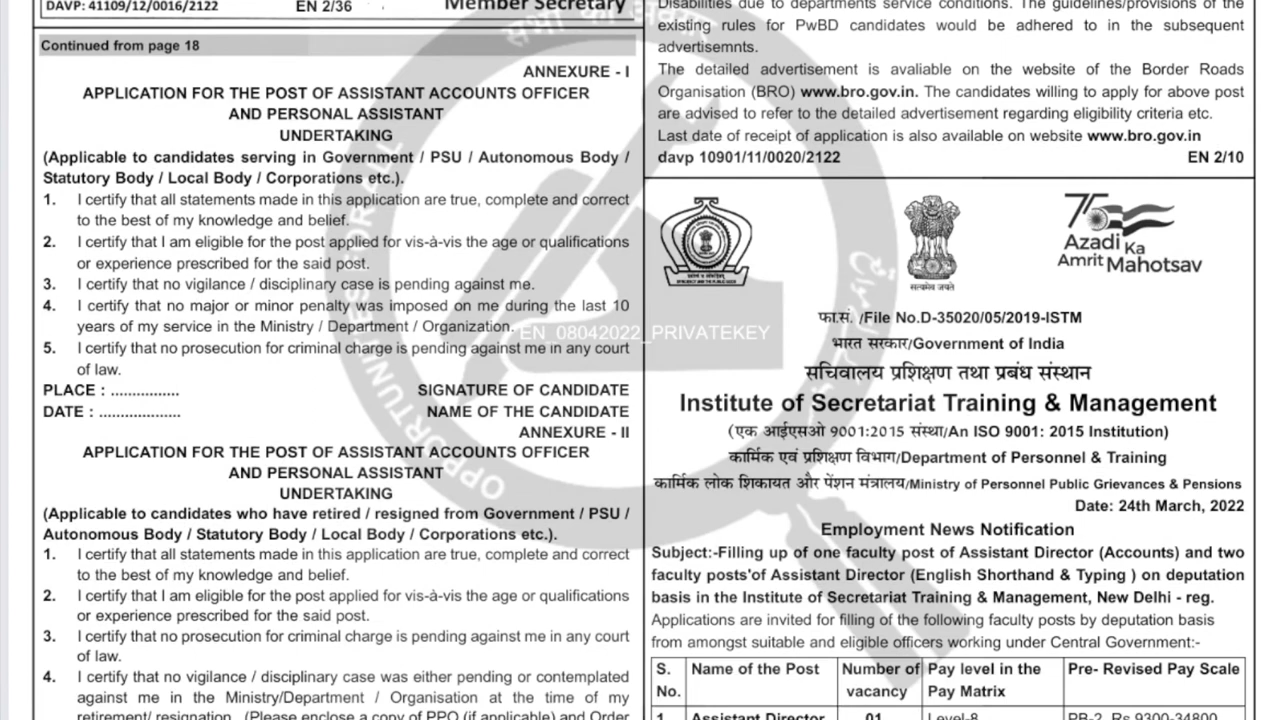 DAVP: 41109/12/0016/2122 EN 2/36 Member Secretary
Continued from page 18
ANNEXURE - I
APPLICATION FOR THE POST OF ASSISTANT ACCOUNTS OFFICER
AND PERSONAL ASSISTANT
UNDERTAKING
(Applicable to candidates serving in Government / PSU / Autonomous Body /
Statutory Body / Local Body / Corporations etc.).
1. I certify that all statements made in this application are true, complete and correct
to the best of my knowledge and belief.
2. I certify that I am eligible for the post applied for vis-à-vis the age or qualifications
or experience prescribed for the said post.
3. I certify that no vigilance / disciplinary case is pending against me.
4. I certify that no major or minor penalty was imposed on me during the last 10
years of my service in the Ministry / Department / Organization.
5. I certify that no prosecution for criminal charge is pending against me in any court
of law.
PLACE : ................ SIGNATURE OF CANDIDATE
DATE : ................... NAME OF THE CANDIDATE
ANNEXURE - II
APPLICATION FOR THE POST OF ASSISTANT ACCOUNTS OFFICER
AND PERSONAL ASSISTANT
UNDERTAKING
(Applicable to candidates who have retired / resigned from Government / PSU /
Autonomous Body / Statutory Body / Local Body / Corporations etc.).
1. I certify that all statements made in this application are true, complete and correct
to the best of my knowledge and belief.
2. I certify that I am eligible for the post applied for vis-à-vis the age or qualifications
or experience prescribed for the said post.
3. I certify that no prosecution for criminal charge is pending against me in any court
of law.
4. I certify that no vigilance / disciplinary case was either pending or contemplated
against me in the Ministry/Department / Organisation at the time of my
retirement/ resignation. (Please enclose a copy of PPO (if applicable) and Order
Disabilities due to departments service conditions. The guidelines/provisions of the
existing rules for PwBD candidates would be adhered to in the subsequent
advertisemnts.
The detailed advertisement is avaliable on the website of the Border Roads
Organisation (BRO) www.bro.gov.in. The candidates willing to apply for above post
are advised to refer to the detailed advertisement regarding eligibility criteria etc.
Last date of receipt of application is also available on website www.bro.gov.in
davp 10901/11/0020/2122 EN 2/10
सत्यमेव जयते
75
Azadi Ka
Amrit Mahotsav
फा.सं. /File No.D-35020/05/2019-ISTM
भारत सरकार/Government of India
सचिवालय प्रशिक्षण तथा प्रबंध संस्थान
Institute of Secretariat Training & Management
(एक आईएसओ 9001:2015 संस्था/An ISO 9001: 2015 Institution)
कार्मिक एवं प्रशिक्षण विभाग/Department of Personnel & Training
कार्मिक लोक शिकायत और पेंशन मंत्रालय/Ministry of Personnel Public Grievances & Pensions
Date: 24th March, 2022
Employment News Notification
Subject:-Filling up of one faculty post of Assistant Director (Accounts) and two
faculty posts'of Assistant Director (English Shorthand & Typing ) on deputation
basis in the Institute of Secretariat Training & Management, New Delhi - reg.
Applications are invited for filling of the following faculty posts by deputation basis
from amongst suitable and eligible officers working under Central Government:-
S. No. Name of the Post Number of vacancy Pay level in the Pay Matrix Pre- Revised Pay Scale
1. Assistant Director 01 Level-8 PB-2, Rs.9300-34800
EN_08042022_PRIVATEKEY
OPPORTUNITIES FOR ALL